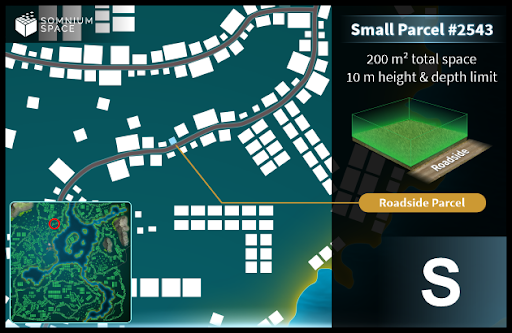 SOMNIUM
SPACE
Small Parcel #2543
200 m² total space
10 m height & depth limit
Roadside
Roadside Parcel
S